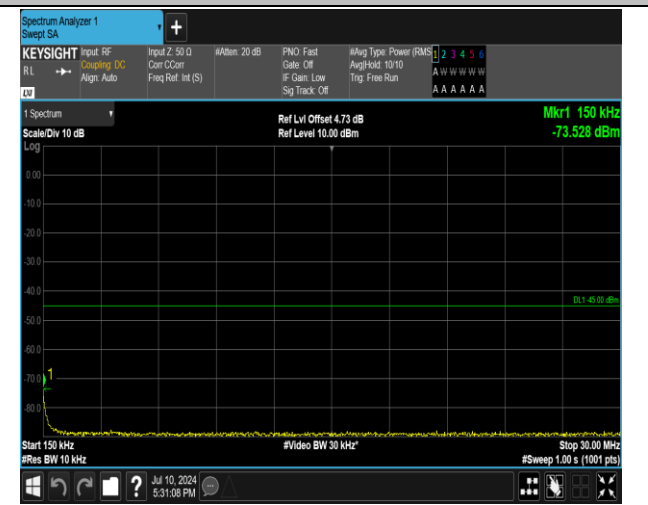 Spectrum Analyzer 1
Swept SA
+
KEYSIGHT
RL
LXI
Input: RF
Coupling: DC
Align: Auto
Input Z: 50 Ω
Corr CCorr
Freq Ref: Int (S)
#Atten: 20 dB
PNO: Fast
Gate: Off
IF Gain: Low
Sig Track: Off
#Avg Type: Power (RMS
Avg|Hold: 10/10
Trig: Free Run
1 2 3 4 5 6
A W W W W W
A A A A A A
1 Spectrum
Scale/Div 10 dB
Log
Ref Lvl Offset 4.73 dB
Ref Level 10.00 dBm
Mkr1 150 kHz
-73.528 dBm
0.00
-10.0
-20.0
-30.0
-40.0
DL1 -45.00 dBm
-50.0
-60.0
1
-70.0
-80.0
Start 150 kHz
#Video BW 30 kHz*
Stop 30.00 MHz
#Res BW 10 kHz
#Sweep 1.00 s (1001 pts)
?
Jul 10, 2024
5:31:08 PM